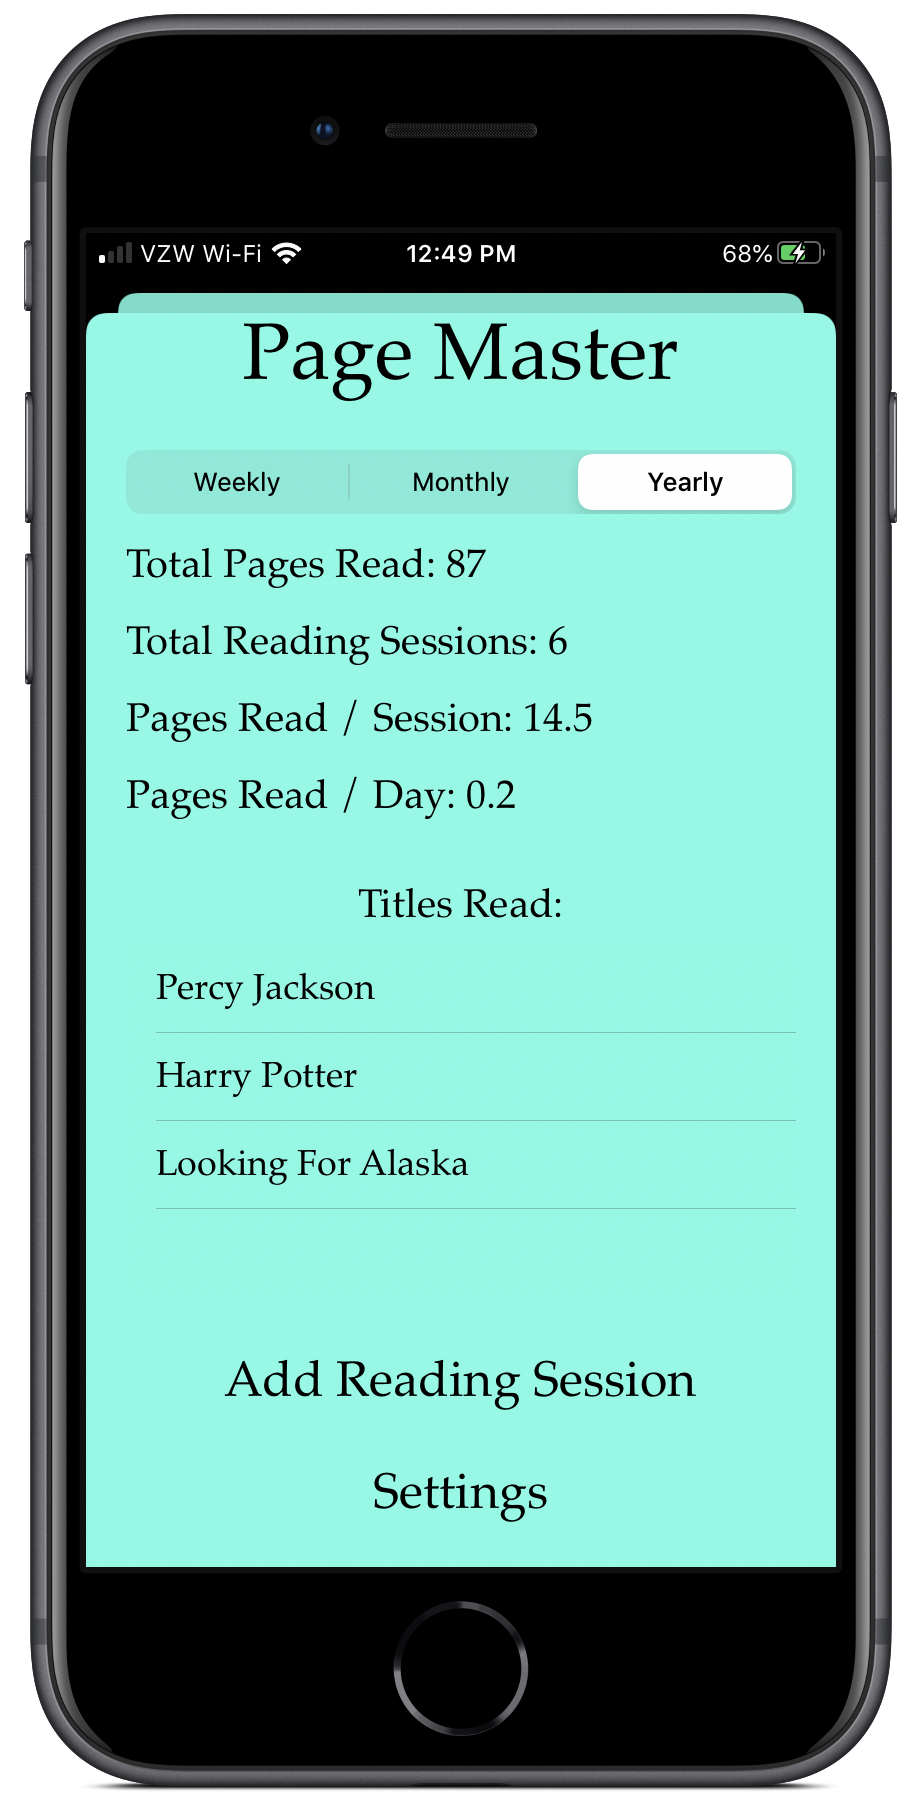 VZW Wi-Fi 12:49 PM 68%
Page Master
Weekly Monthly Yearly
Total Pages Read: 87
Total Reading Sessions: 6
Pages Read / Session: 14.5
Pages Read / Day: 0.2
Titles Read:
Percy Jackson
Harry Potter
Looking For Alaska
Add Reading Session
Settings